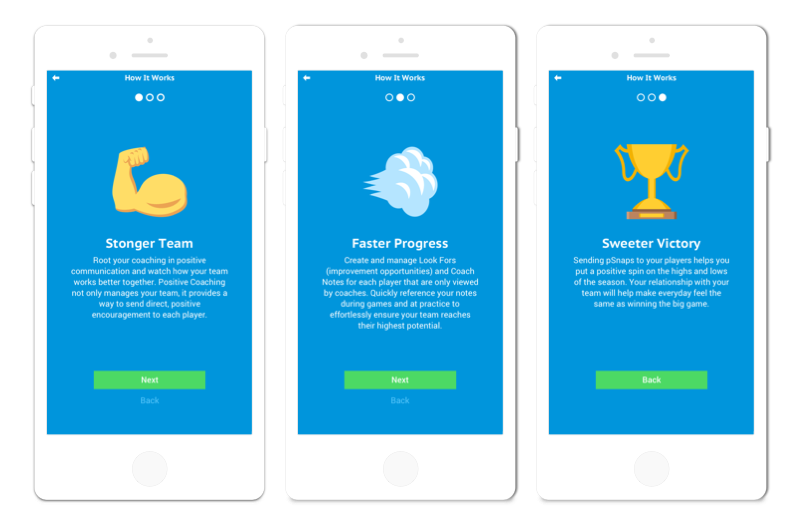 How It Works
Stonger Team
Root your coaching in positive
communication and watch how your team
works better together. Positive Coaching
not only manages your team, it provides a
way to send direct, positive
encouragement to each player.
Next
Back
How It Works
Faster Progress
Create and manage Look Fors
(improvement opportunities) and Coach
Notes for each player that are only viewed
by coaches. Quickly reference your notes
during games and at practice to
effortlessly ensure your team reaches
their highest potential.
Next
Back
How It Works
Sweeter Victory
Sending pSnaps to your players helps you
put a positive spin on the highs and lows
of the season. Your relationship with your
team will help make everyday feel the
same as winning the big game.
Back